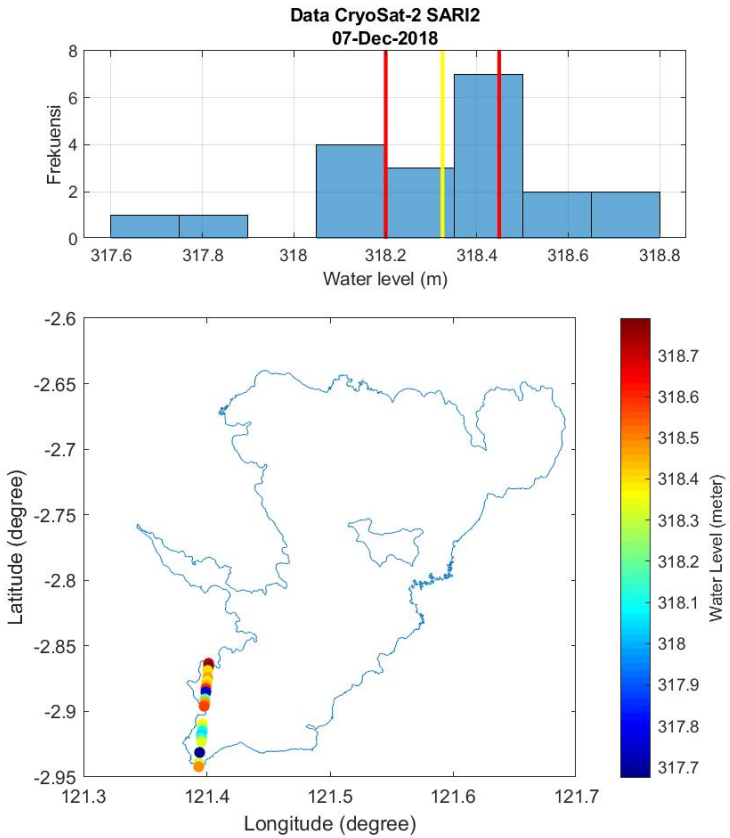 Data CryoSat-2 SARI2
07-Dec-2018
8
6
4
2
0
Frekuensi
317.6 317.8 318 318.2 318.4 318.6 318.8
Water level (m)
-2.6
-2.65
-2.7
-2.75
-2.8
-2.85
-2.9
-2.95
Latitude (degree)
121.3 121.4 121.5 121.6 121.7
Longitude (degree)
318.7
318.6
318.5
318.4
318.3
318.2
318.1
318
317.9
317.8
317.7
Water Level (meter)